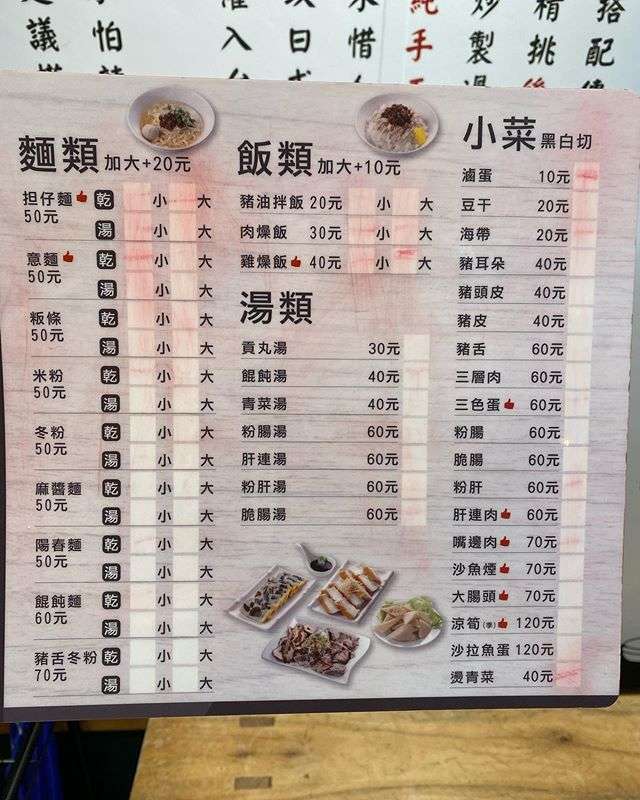 麵類 加大+20元
担仔麵 乾 小 大
50元
湯 小 大
意麵 乾 小 大
50元
湯 小 大
粄條 乾 小 大
50元
湯 小 大
米粉 乾 小 大
50元
湯 小 大
冬粉 乾 小 大
50元
湯 小 大
麻醬麵 乾 小 大
50元
湯 小 大
陽春麵 乾 小 大
50元
湯 小 大
餛飩麵 乾 小 大
60元
湯 小 大
豬舌冬粉 乾 小 大
70元
湯 小 大
飯類 加大+10元
豬油拌飯 20元 小 大
肉燥飯 30元 小 大
雞燥飯 40元 小 大
湯類
貢丸湯 30元
餛飩湯 40元
青菜湯 40元
粉腸湯 60元
肝連湯 60元
粉肝湯 60元
脆腸湯 60元
小菜 黑白切
滷蛋 10元
豆干 20元
海帶 20元
豬耳朵 40元
豬頭皮 40元
豬皮 40元
豬舌 60元
三層肉 60元
三色蛋 60元
粉腸 60元
脆腸 60元
粉肝 60元
肝連肉 60元
嘴邊肉 70元
沙魚煙 70元
大腸頭 70元
涼筍(季) 120元
沙拉魚蛋 120元
燙青菜 40元